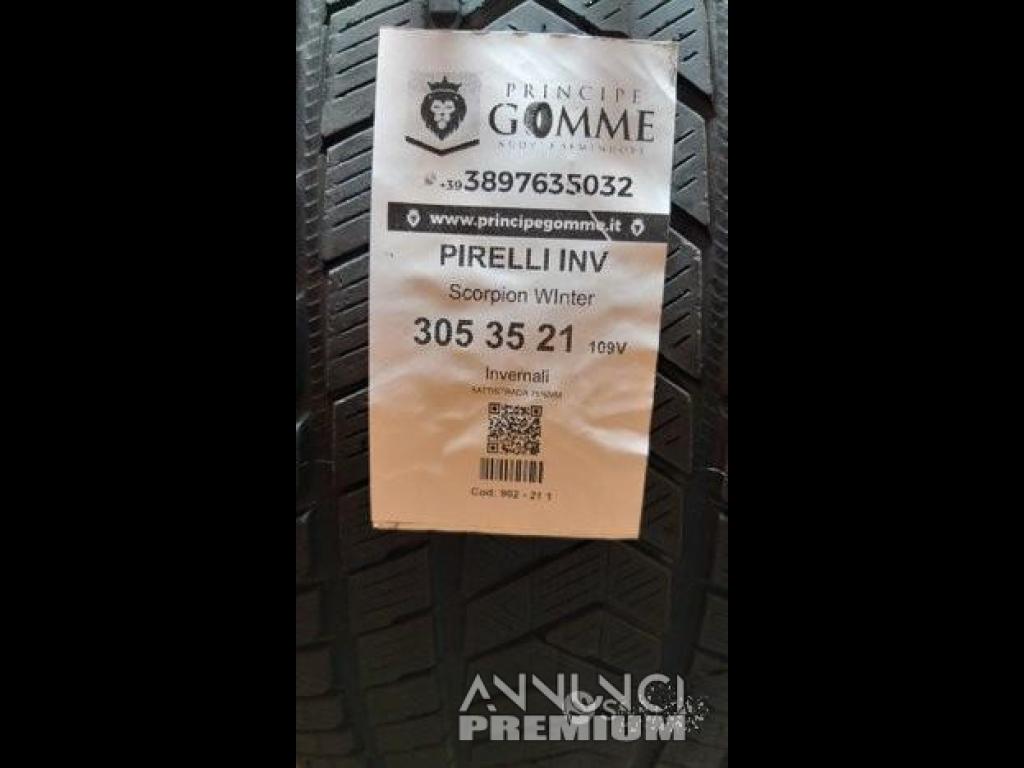 PRINCIPE
GOMME
+39 3897635032
www.principegomme.it
PIRELLI INV
Scorpion WInter
305 35 21 109V
Invernali
Cod: 902 - 21 1
ANNUNCI
PREMIUM